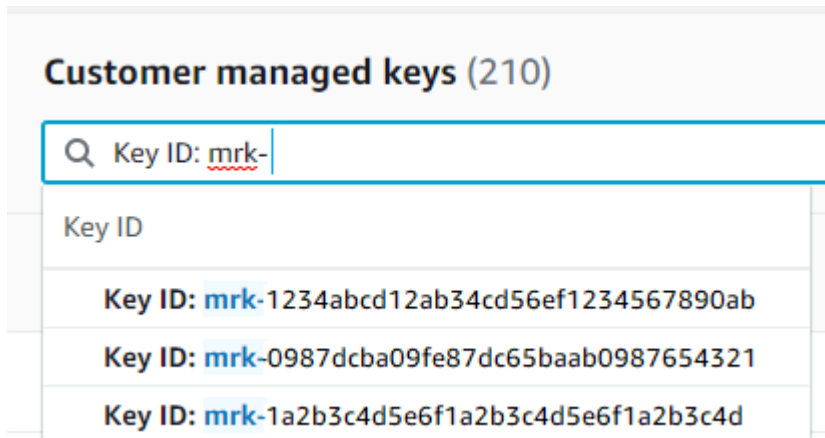 Customer managed keys (210)
Key ID: mrk-
Key ID
Key ID: mrk-1234abcd12ab34cd56ef1234567890ab
Key ID: mrk-0987dcba09fe87dc65baab0987654321
Key ID: mrk-1a2b3c4d5e6f1a2b3c4d5e6f1a2b3c4d